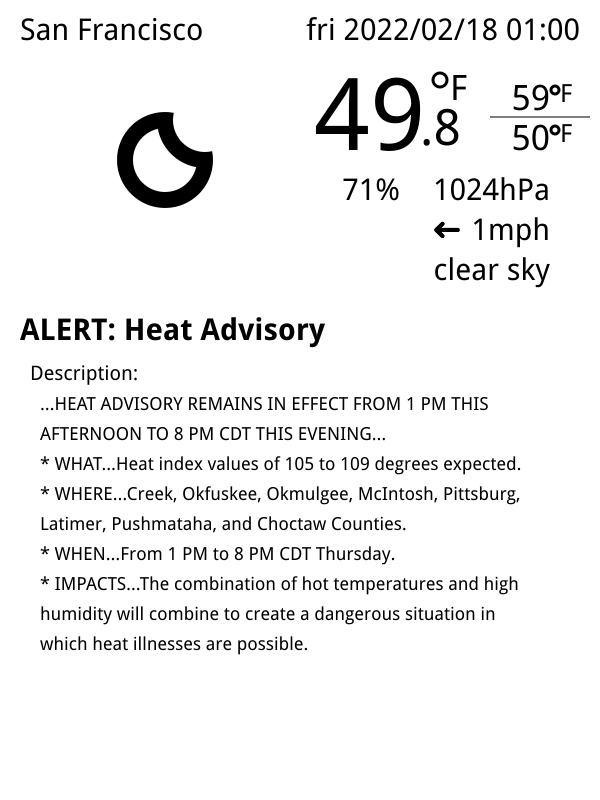 San Francisco fri 2022/02/18 01:00
49.8°F 59°F
50°F
71% 1024hPa
← 1mph
clear sky
ALERT: Heat Advisory
Description:
...HEAT ADVISORY REMAINS IN EFFECT FROM 1 PM THIS
AFTERNOON TO 8 PM CDT THIS EVENING...
* WHAT...Heat index values of 105 to 109 degrees expected.
* WHERE...Creek, Okfuskee, Okmulgee, McIntosh, Pittsburg,
Latimer, Pushmataha, and Choctaw Counties.
* WHEN...From 1 PM to 8 PM CDT Thursday.
* IMPACTS...The combination of hot temperatures and high
humidity will combine to create a dangerous situation in
which heat illnesses are possible.